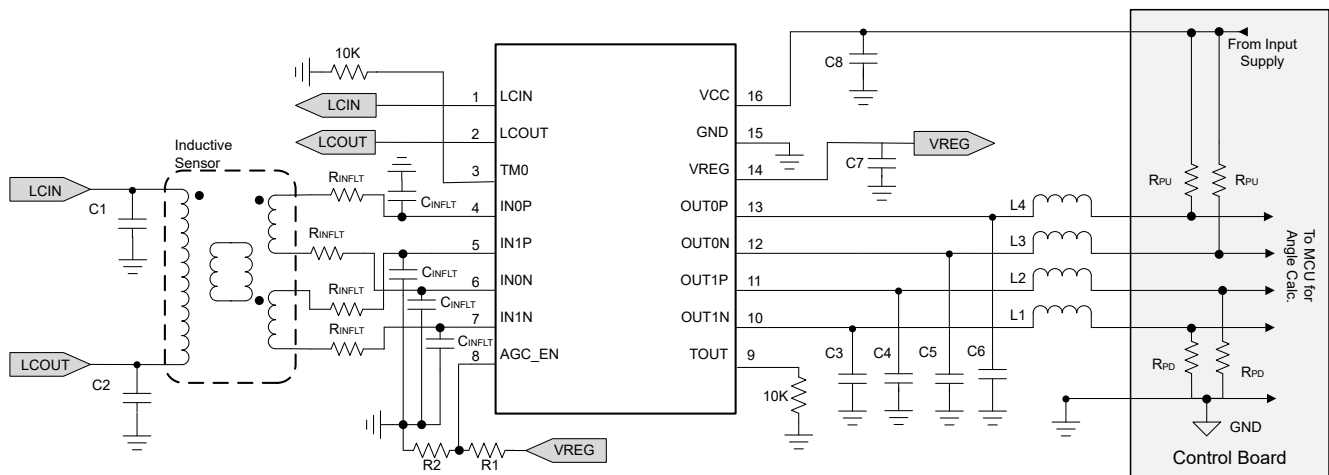 10K
LCIN
LCOUT
Inductive
Sensor
LCIN
C1
LCOUT
C2
RINFLT
RINFLT
RINFLT
RINFLT
CINFLT
CINFLT
CINFLT
CINFLT
1 LCIN
2 LCOUT
3 TM0
4 IN0P
5 IN1P
6 IN0N
7 IN1N
8 AGC_EN
R2
R1
VREG
VCC 16
GND 15
VREG 14
OUT0P 13
OUT0N 12
OUT1P 11
OUT1N 10
TOUT 9
10K
C8
C7
VREG
L4
L3
L2
L1
C3
C4
C5
C6
From Input
Supply
RPU
RPU
RPD
RPD
To MCU for
Angle Calc.
GND
Control Board